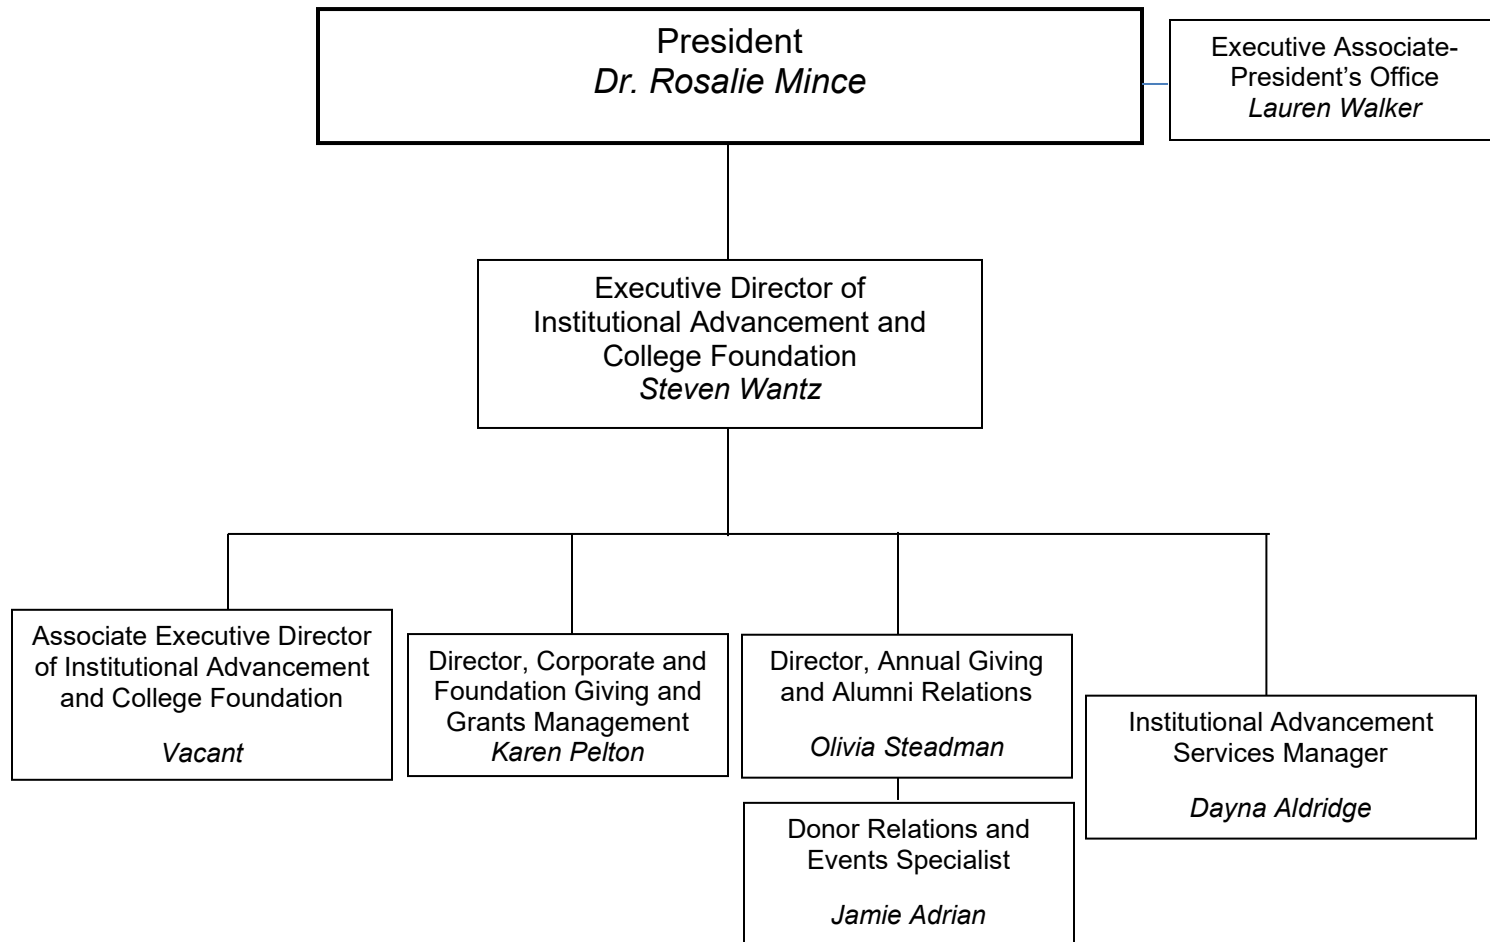 President
Dr. Rosalie Mince
Executive Associate-
President’s Office
Lauren Walker
Executive Director of
Institutional Advancement and
College Foundation
Steven Wantz
Associate Executive Director
of Institutional Advancement
and College Foundation
Vacant
Director, Corporate and
Foundation Giving and
Grants Management
Karen Pelton
Director, Annual Giving
and Alumni Relations
Olivia Steadman
Institutional Advancement
Services Manager
Dayna Aldridge
Donor Relations and
Events Specialist
Jamie Adrian